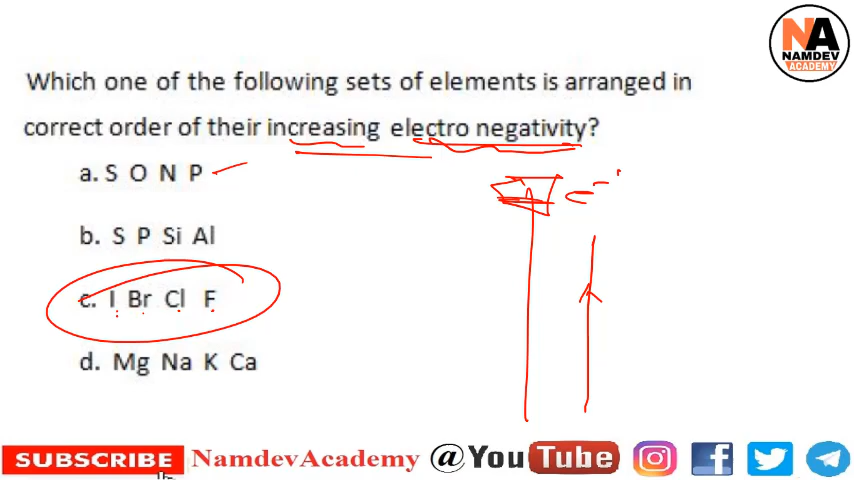 NA
NAMDEV
ACADEMY
Which one of the following sets of elements is arranged in
correct order of their increasing electro negativity?
a. S O N P
b. S P Si Al
c. I Br Cl F
d. Mg Na K Ca
e⁻
SUBSCRIBE NamdevAcademy @YouTube